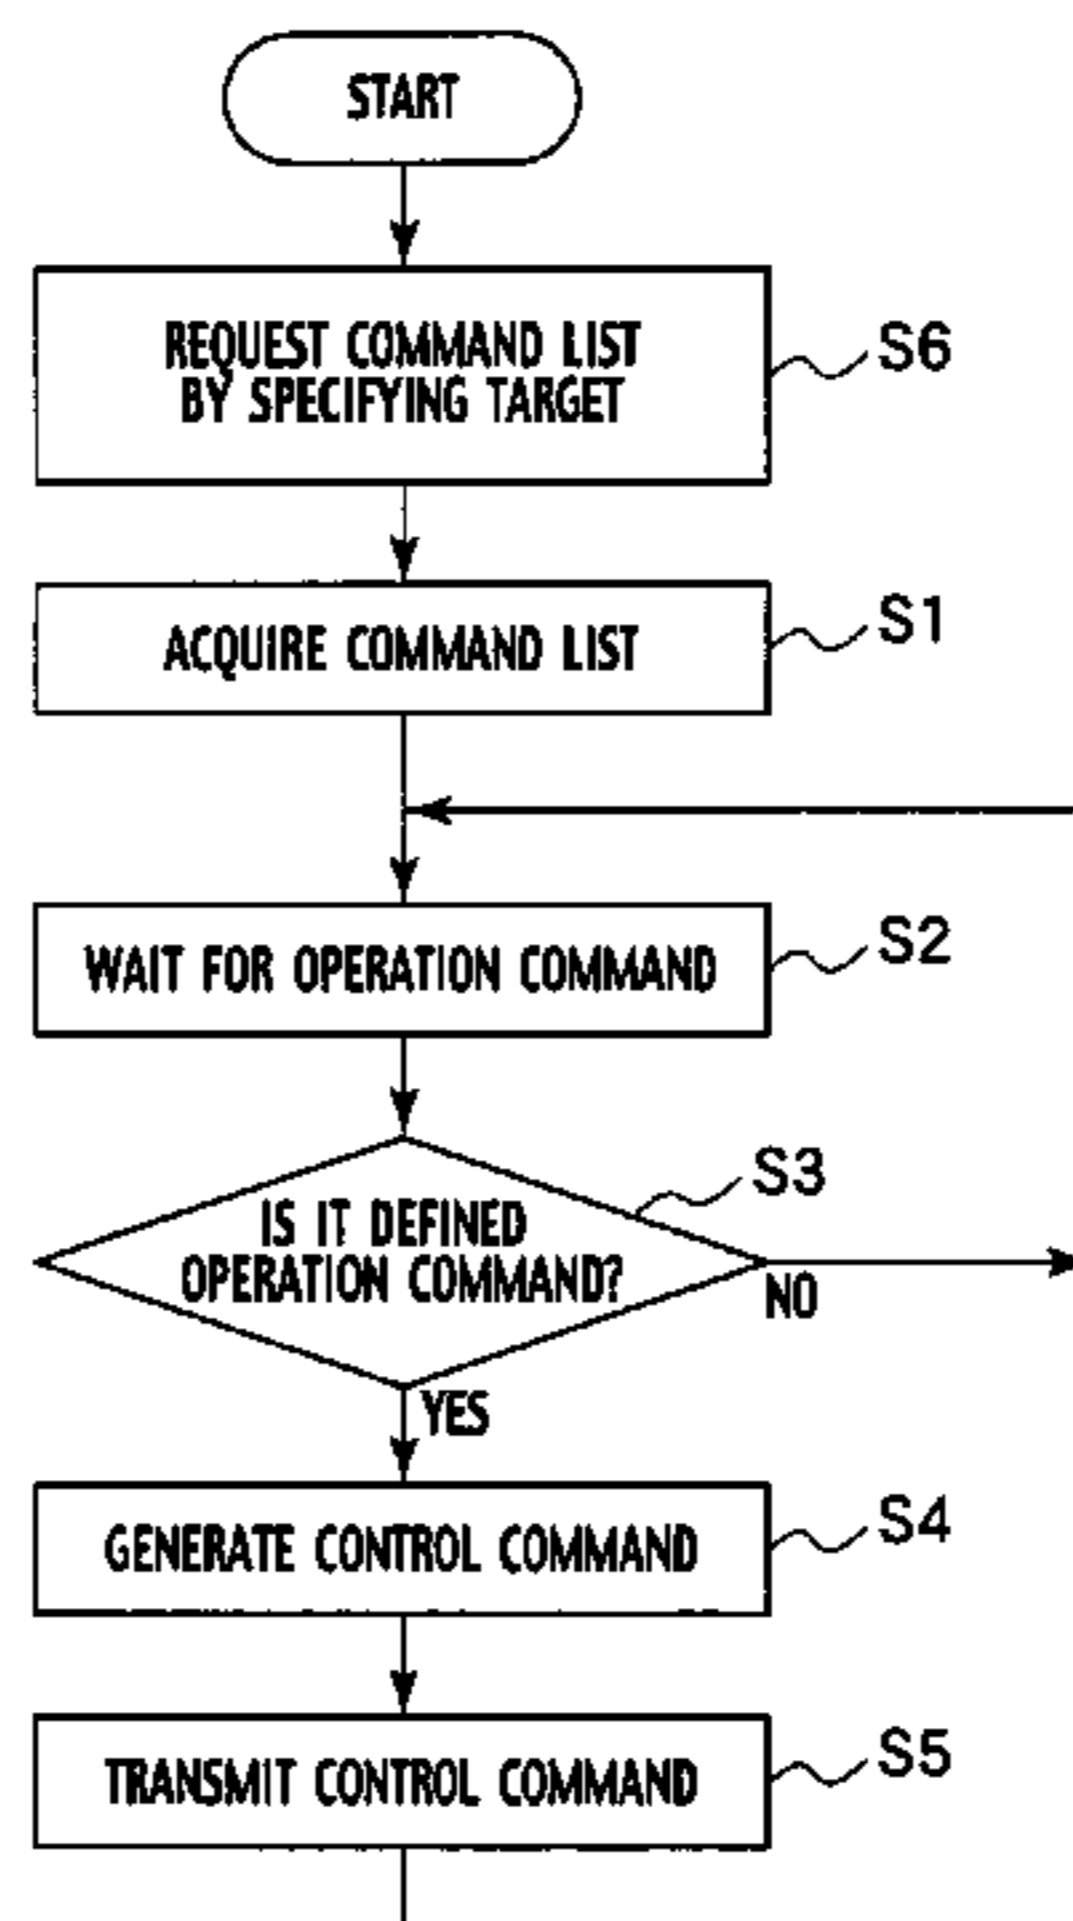 START
REQUEST COMMAND LIST
BY SPECIFYING TARGET
S6
ACQUIRE COMMAND LIST
S1
WAIT FOR OPERATION COMMAND
S2
IS IT DEFINED
OPERATION COMMAND?
S3
NO
YES
GENERATE CONTROL COMMAND
S4
TRANSMIT CONTROL COMMAND
S5